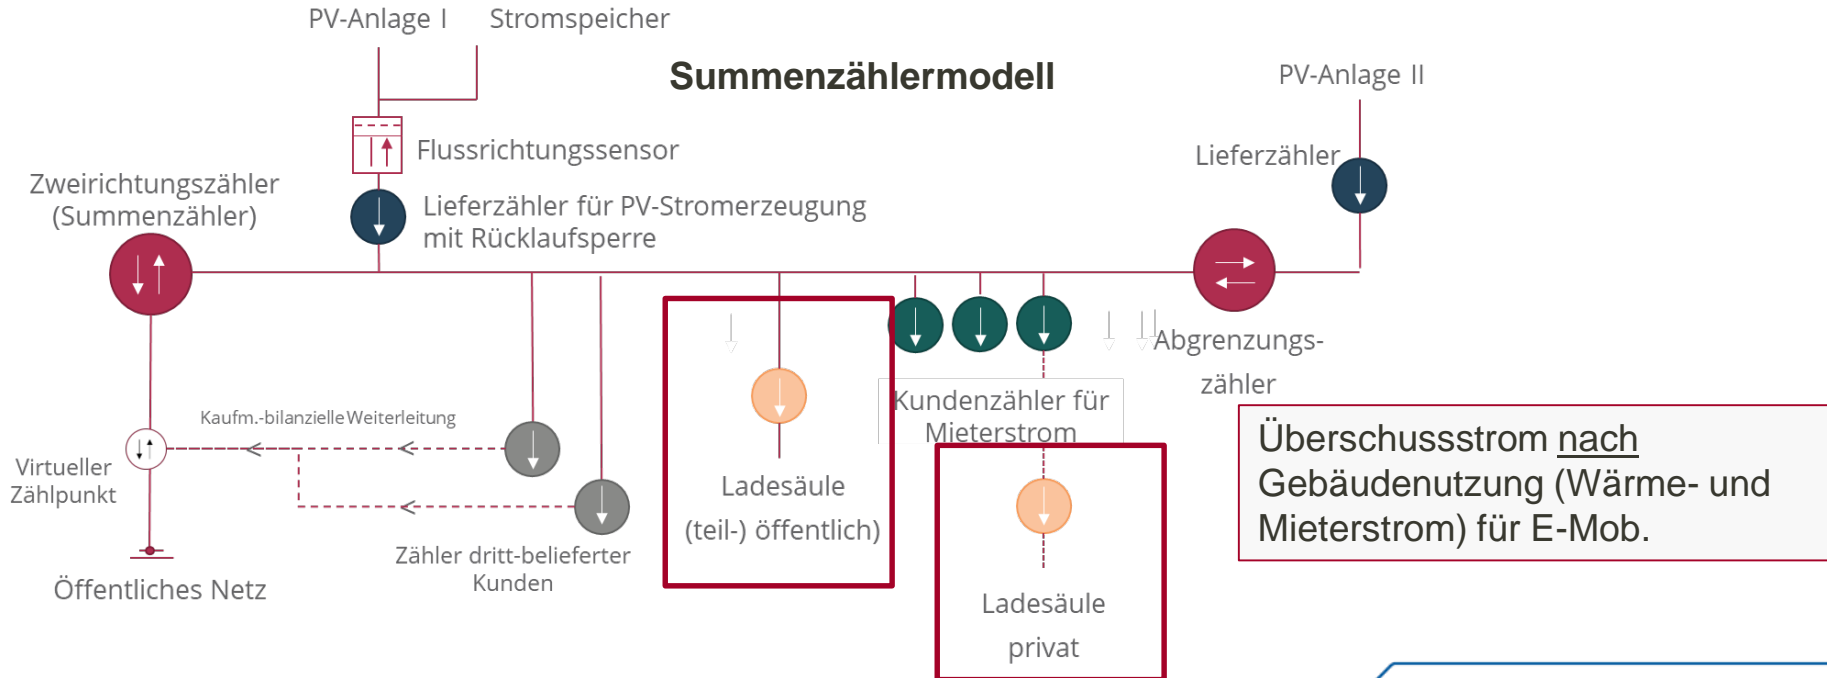 PV-Anlage I
Stromspeicher
Summenzählermodell
PV-Anlage II
Flussrichtungssensor
Lieferzähler
Zweirichtungszähler
(Summenzähler)
Lieferzähler für PV-Stromerzeugung
mit Rücklaufsperre
Abgrenzungs-
zähler
Kundenzähler für
Mieterstrom
Kaufm.-bilanzielle Weiterleitung
Virtueller
Zählpunkt
Ladesäule
(teil-) öffentlich)
Überschussstrom nach
Gebäudenutzung (Wärme- und
Mieterstrom) für E-Mob.
Zähler dritt-belieferter
Kunden
Öffentliches Netz
Ladesäule
privat